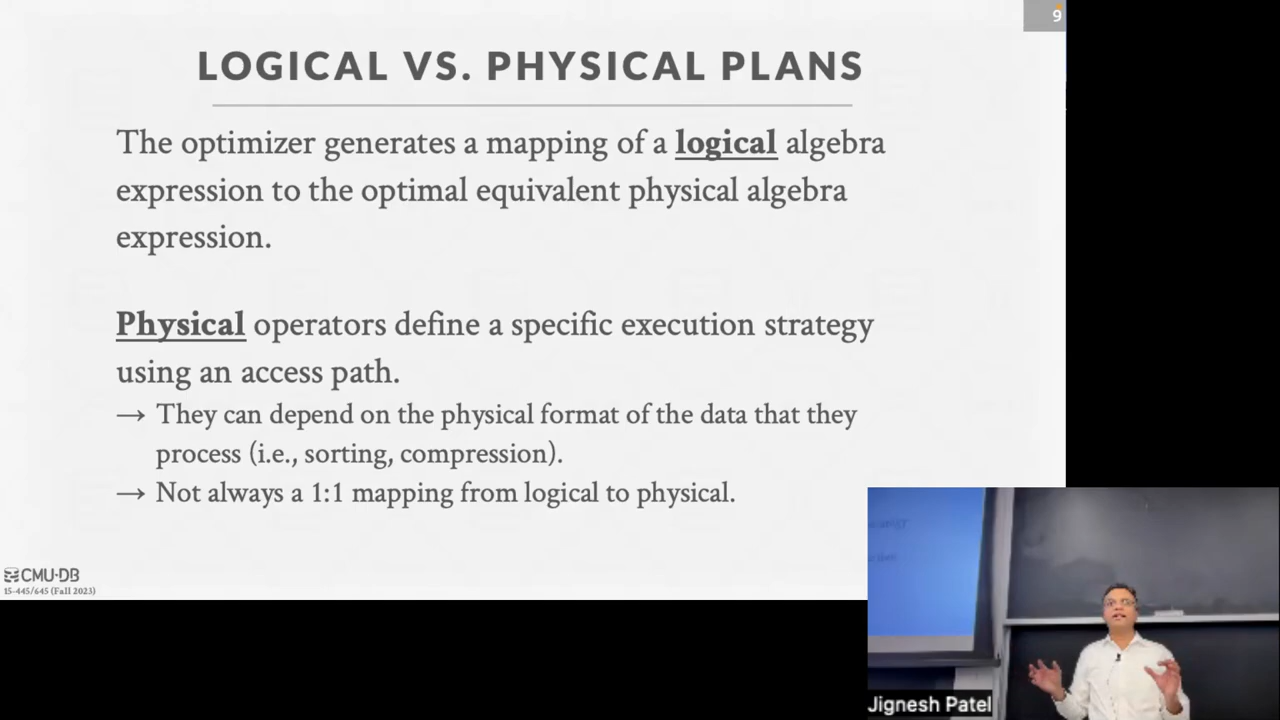 9
LOGICAL VS. PHYSICAL PLANS
The optimizer generates a mapping of a logical algebra
expression to the optimal equivalent physical algebra
expression.
Physical operators define a specific execution strategy
using an access path.
→ They can depend on the physical format of the data that they
process (i.e., sorting, compression).
→ Not always a 1:1 mapping from logical to physical.
CMU·DB
15-445/645 (Fall 2023)
Jignesh Patel